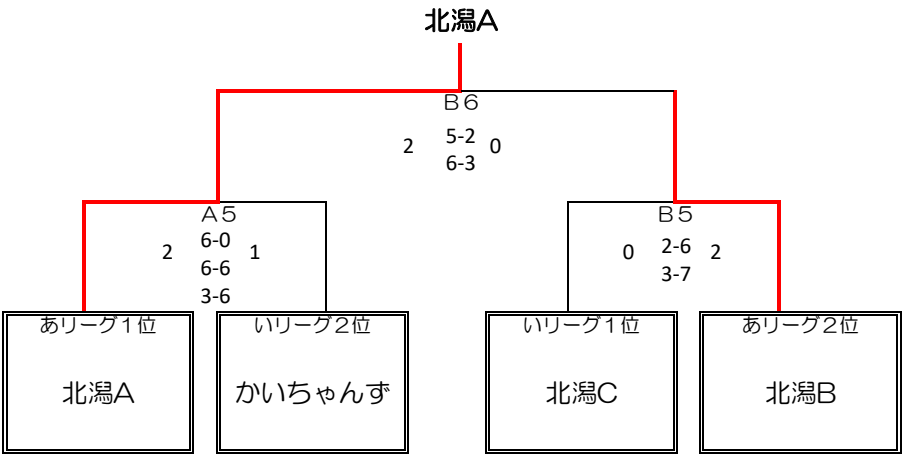 北潟A
B6
2 5-2 0
6-3
A5
2 6-0 1
6-6
3-6
B5
0 2-6 2
3-7
あリーグ1位
いリーグ2位
いリーグ1位
あリーグ2位
北潟A
かいちゃんず
北潟C
北潟B